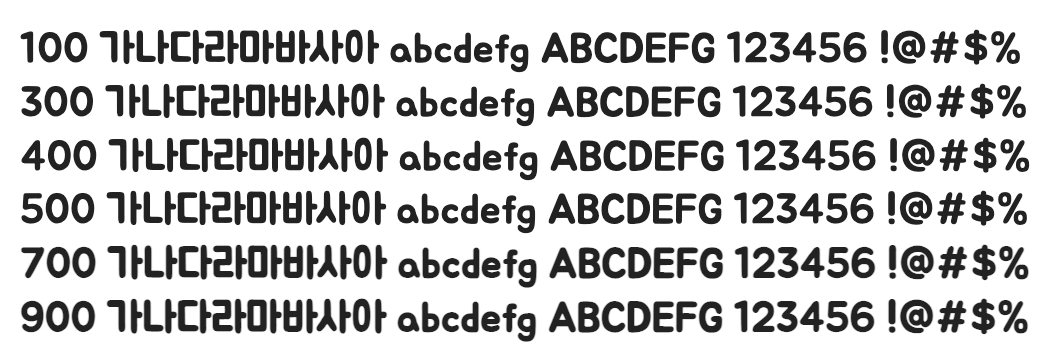 100 가나다라마바사아 abcdefg ABCDEFG 123456 !@#$%
300 가나다라마바사아 abcdefg ABCDEFG 123456 !@#$%
400 가나다라마바사아 abcdefg ABCDEFG 123456 !@#$%
500 가나다라마바사아 abcdefg ABCDEFG 123456 !@#$%
700 가나다라마바사아 abcdefg ABCDEFG 123456 !@#$%
900 가나다라마바사아 abcdefg ABCDEFG 123456 !@#$%